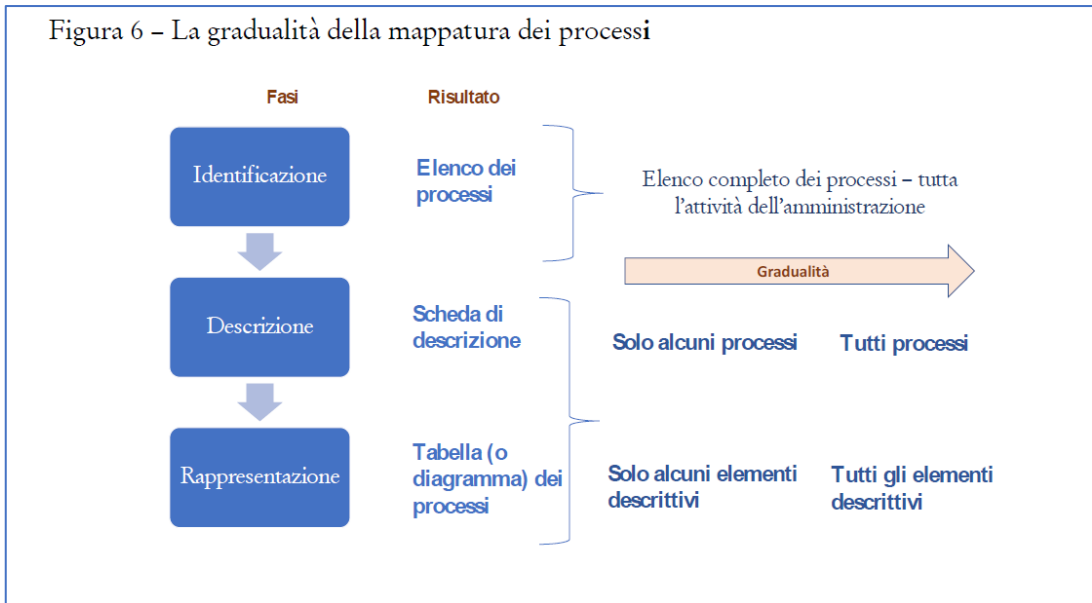 Figura 6 – La gradualità della mappatura dei processi
Fasi
Risultato
Identificazione
Elenco dei
processi
Elenco completo dei processi – tutta
l'attività dell'amministrazione
Gradualità
Descrizione
Scheda di
descrizione
Solo alcuni processi
Tutti processi
Rappresentazione
Tabella (o
diagramma) dei
processi
Solo alcuni elementi
descrittivi
Tutti gli elementi
descrittivi